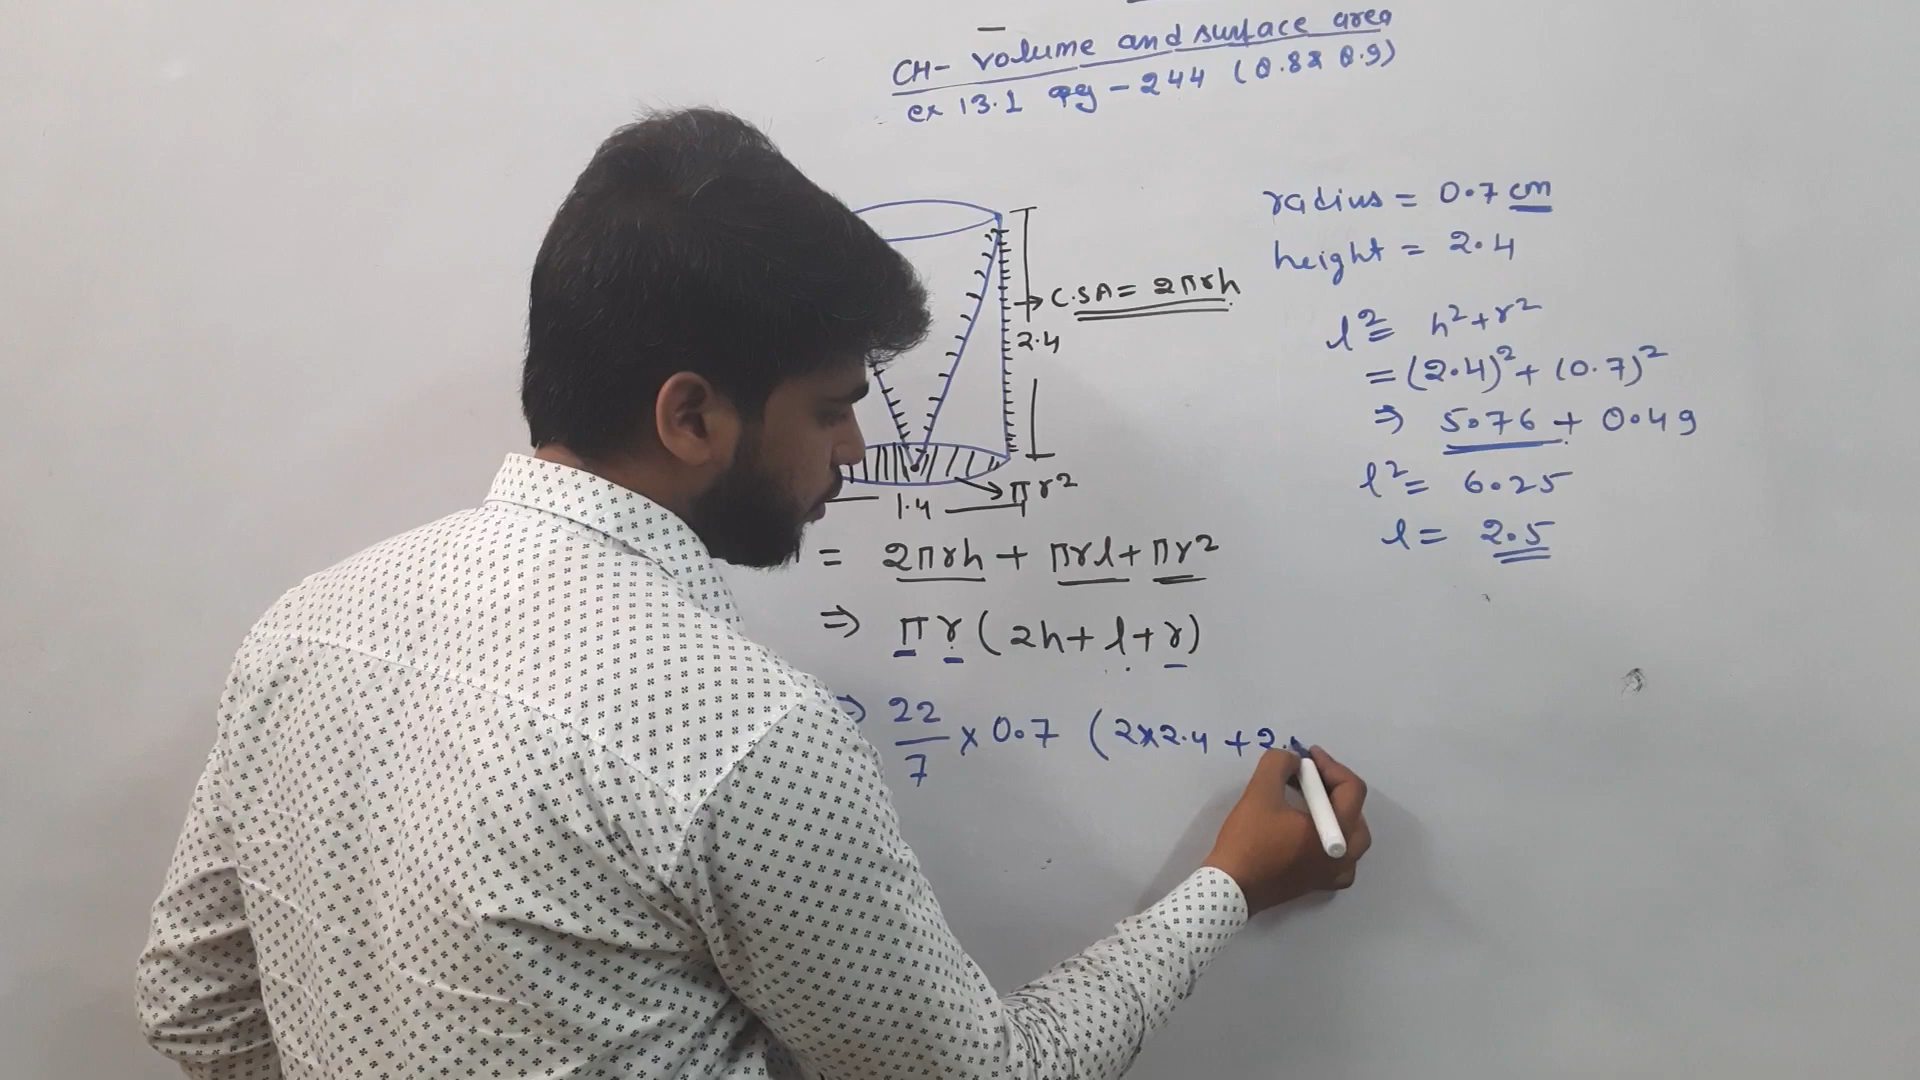 CH- volume and surface area
ex 13.1 pg - 244 (Q.8 & Q.9)
radius = 0.7 cm
height = 2.4
C.SA = 2πrh
2.4
l² = h² + r²
= (2.4)² + (0.7)²
⇒ 5.76 + 0.49
l² = 6.25
l = 2.5
πr²
1.4
= 2πrh + πrl + πr²
⇒ πr (2h + l + r)
⇒ 22/7 × 0.7 (2×2.4 + 2.